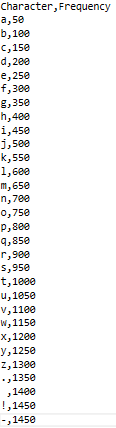 Character,Frequency
a,50
b,100
c,150
d,200
e,250
f,300
g,350
h,400
i,450
j,500
k,550
l,600
m,650
n,700
o,750
p,800
q,850
r,900
s,950
t,1000
u,1050
v,1100
w,1150
x,1200
y,1250
z,1300
.,1350
 ,1400
!,1450
-,1450